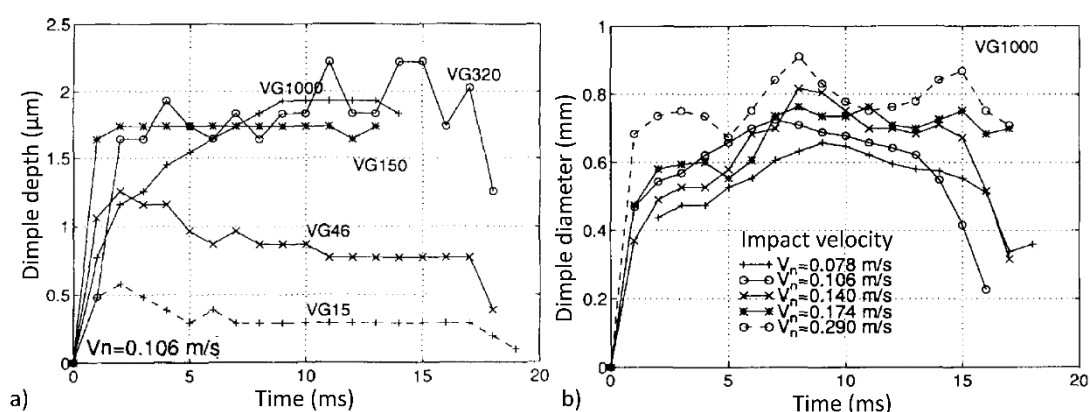 2.5
2
1.5
1
0.5
0
0
5
10
15
20
Dimple depth (µm)
Time (ms)
VG1000
VG320
VG150
VG46
VG15
Vn=0.106 m/s
a)
1
0.8
0.6
0.4
0.2
0
0
5
10
15
20
Dimple diameter (mm)
Time (ms)
VG1000
Impact velocity
Vn=0.078 m/s
Vn=0.106 m/s
Vn=0.140 m/s
Vn=0.174 m/s
Vn=0.290 m/s
b)